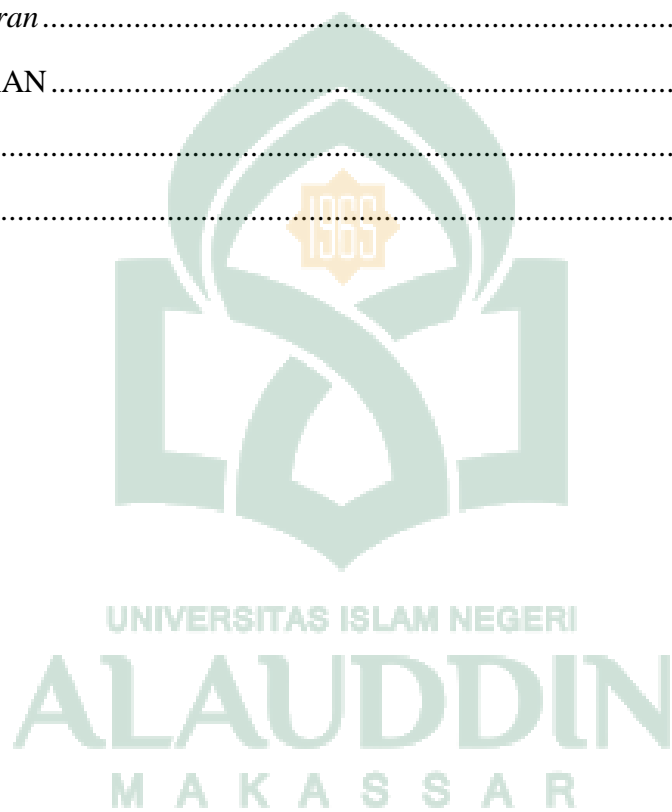 ran........................................................................
AN........................................................................
...........................................................................
...........................................................................
1965
UNIVERSITAS ISLAM NEGERI
ALAUDDIN
MAKASSAR